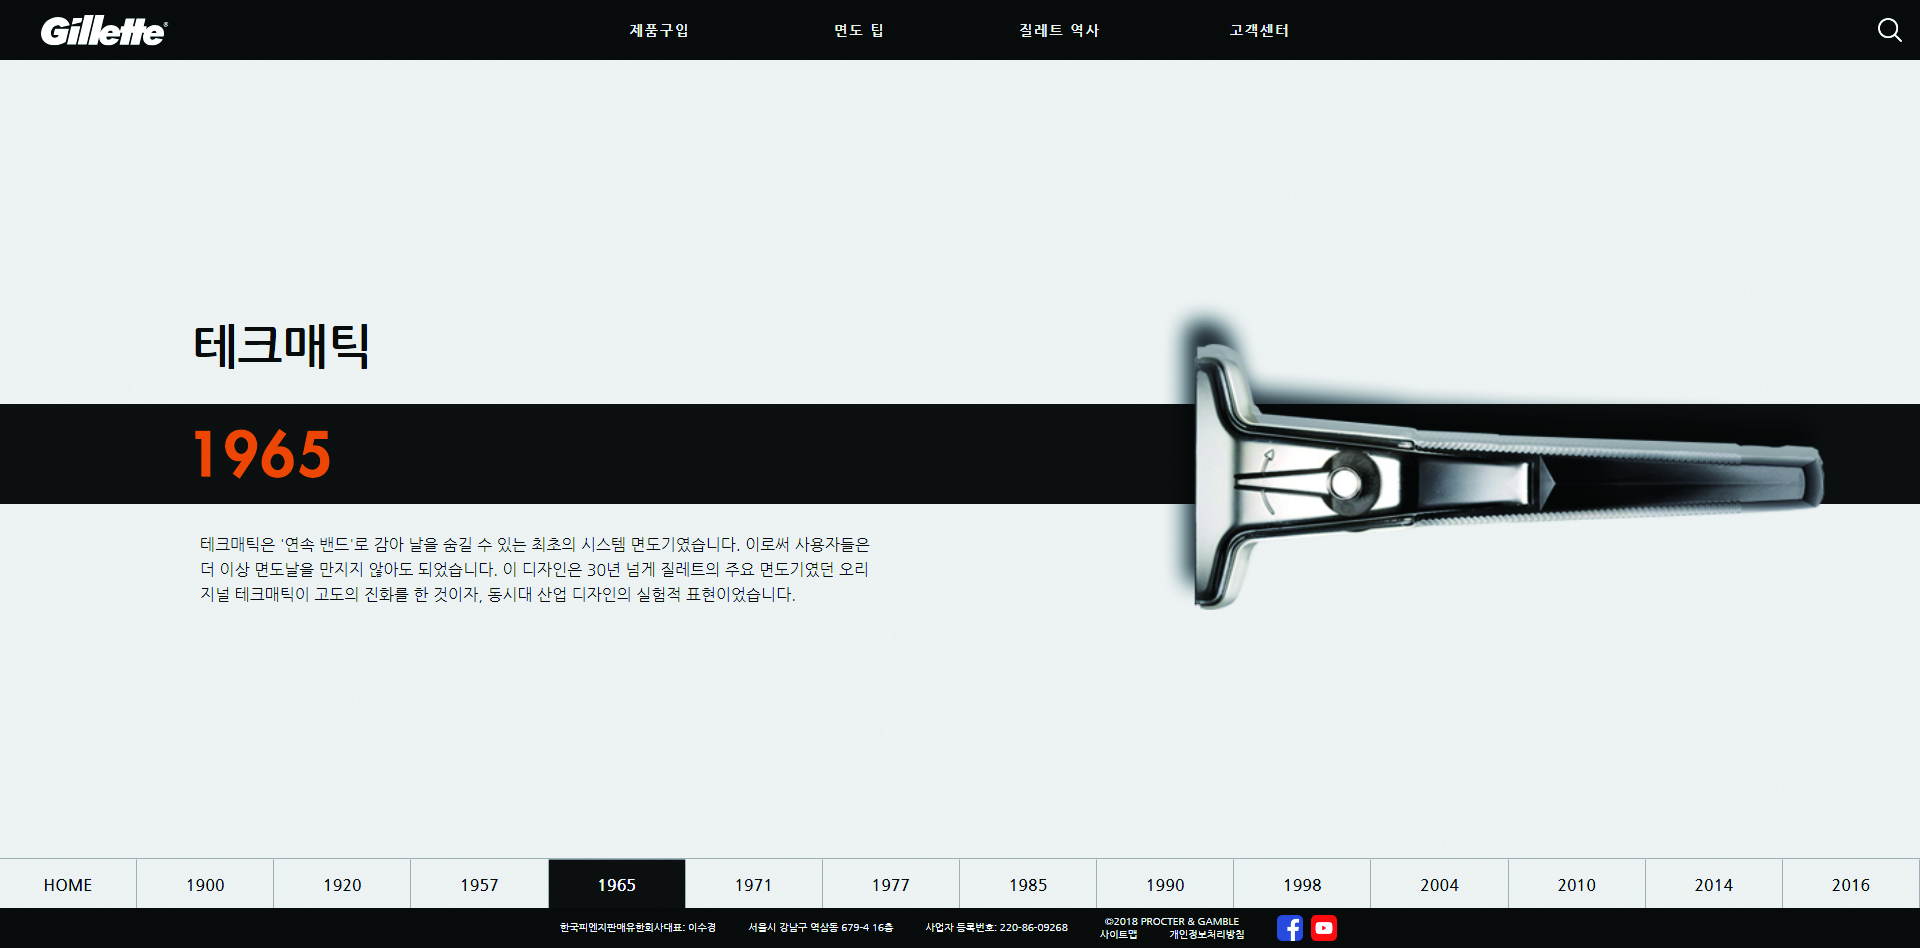 Gillette®
제품구입
면도 팁
질레트 역사
고객센터
테크매틱
1965
테크매틱은 '연속 밴드'로 감아 날을 숨길 수 있는 최초의 시스템 면도기였습니다. 이로써 사용자들은
더 이상 면도날을 만지지 않아도 되었습니다. 이 디자인은 30년 넘게 질레트의 주요 면도기였던 오리
지널 테크매틱이 고도의 진화를 한 것이자, 동시대 산업 디자인의 실험적 표현이었습니다.
HOME
1900
1920
1957
1965
1971
1977
1985
1990
1998
2004
2010
2014
2016
한국피엔지판매유한회사대표: 이수경
서울시 강남구 역삼동 679-4 16층
사업자 등록번호: 220-86-09268
©2018 PROCTER & GAMBLE
사이트맵
개인정보처리방침